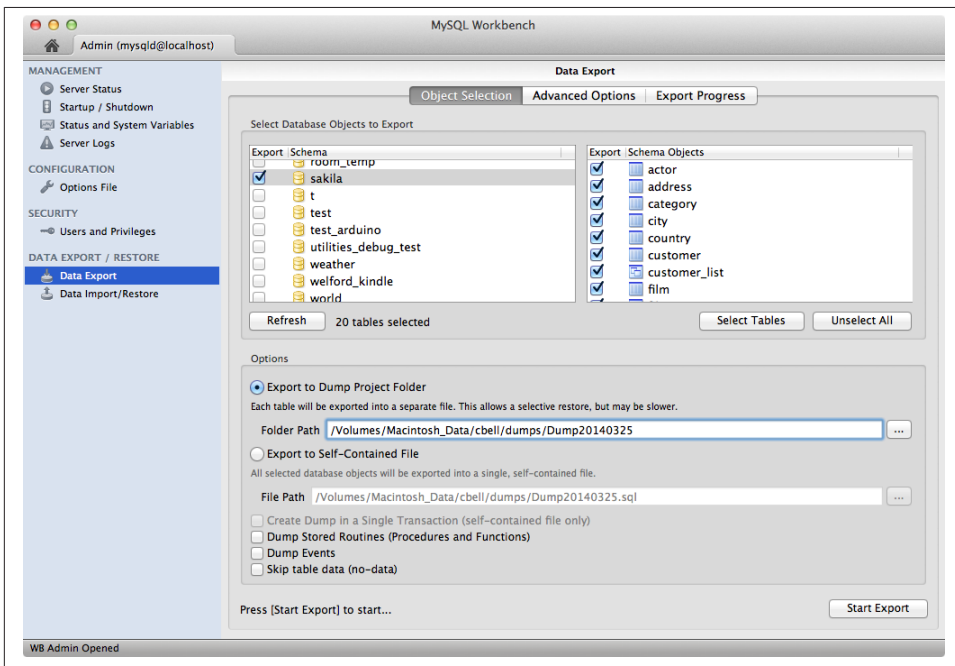 MySQL Workbench
Admin (mysqld@localhost)
MANAGEMENT
Server Status
Startup / Shutdown
Status and System Variables
Server Logs
CONFIGURATION
Options File
SECURITY
Users and Privileges
DATA EXPORT / RESTORE
Data Export
Data Import/Restore
Data Export
Object Selection
Advanced Options
Export Progress
Select Database Objects to Export
Export Schema
room_temp
sakila
t
test
test_arduino
utilities_debug_test
weather
welford_kindle
world
Export Schema Objects
actor
address
category
city
country
customer
customer_list
film
Refresh
20 tables selected
Select Tables
Unselect All
Options
Export to Dump Project Folder
Each table will be exported into a separate file. This allows a selective restore, but may be slower.
Folder Path /Volumes/Macintosh_Data/cbell/dumps/Dump20140325 ...
Export to Self-Contained File
All selected database objects will be exported into a single, self-contained file.
File Path /Volumes/Macintosh_Data/cbell/dumps/Dump20140325.sql ...
Create Dump in a Single Transaction (self-contained file only)
Dump Stored Routines (Procedures and Functions)
Dump Events
Skip table data (no-data)
Press [Start Export] to start...
Start Export
WB Admin Opened